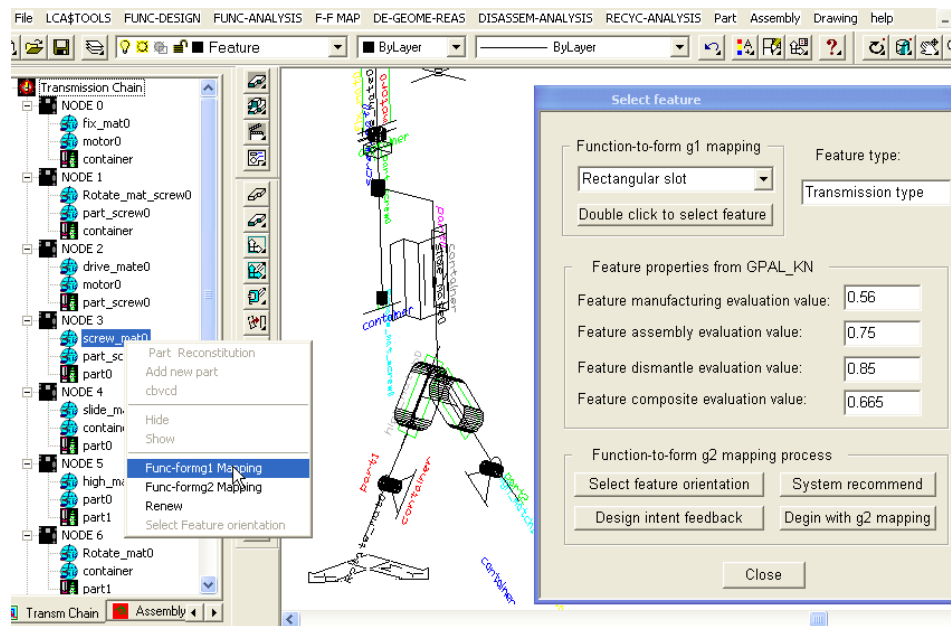 File LCA$TOOLS FUNC-DESIGN FUNC-ANALYSIS F-F MAP DE-GEOME-REAS DISASSEM-ANALYSIS RECYC-ANALYSIS Part Assembly Drawing help
Feature ByLayer ByLayer
Transmission Chain
NODE 0
fix_mat0
motor0
container
NODE 1
Rotate_mat_screw0
part_screw0
container
NODE 2
drive_mate0
motor0
part_screw0
NODE 3
screw_mat0
part_sc
part0
NODE 4
slide_m
contain
part0
NODE 5
high_ma
part0
part1
NODE 6
Rotate_mat0
container
part1
Transm Chain Assembly
Part Reconstitution
Add new part
cbvcd
Hide
Show
Func-formg1 Mapping
Func-formg2 Mapping
Renew
Select Feature orientation
motor0
container
container
part1
container
container
Select feature
Function-to-form g1 mapping
Rectangular slot
Double click to select feature
Feature type:
Transmission type
Feature properties from GPAL_KN
Feature manufacturing evaluation value: 0.56
Feature assembly evaluation value: 0.75
Feature dismantle evaluation value: 0.85
Feature composite evaluation value: 0.665
Function-to-form g2 mapping process
Select feature orientation System recommend
Design intent feedback Degin with g2 mapping
Close